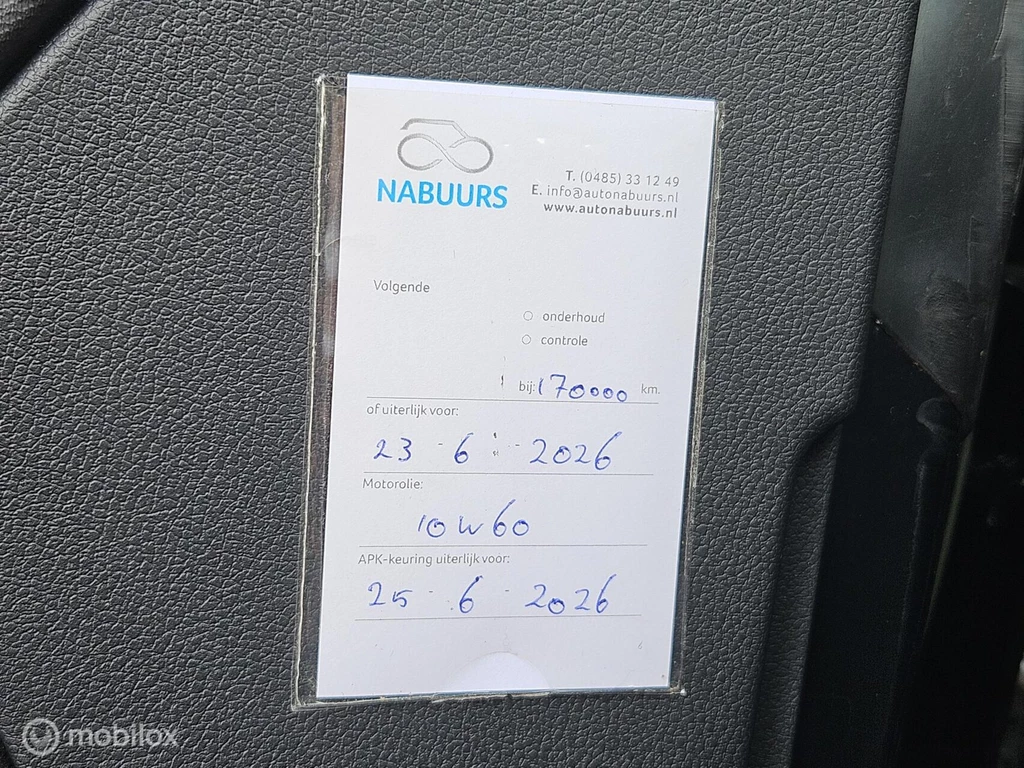 NABUURS
T. (0485) 33 12 49
E. info@autonabuurs.nl
www.autonabuurs.nl
Volgende
onderhoud
controle
bij: 170000 km.
of uiterlijk voor:
23 - 6 - 2026
Motorolie:
10W60
APK-keuring uiterlijk voor:
25 - 6 - 2026
6
mobilox